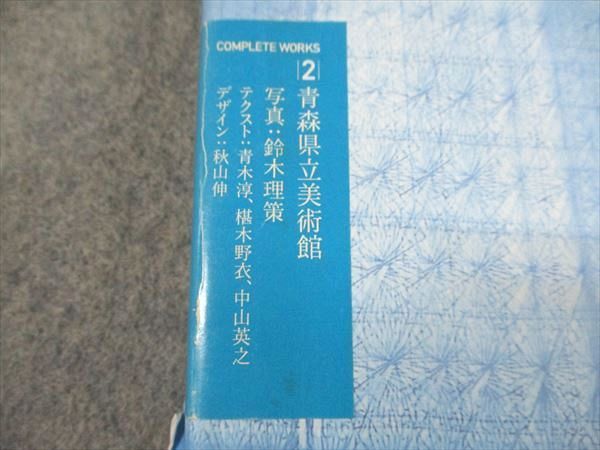 COMPLETE WORKS
|2|
青森県立美術館
写真：鈴木理策
テクスト：青木淳、椹木野衣、中山英之
デザイン：秋山伸